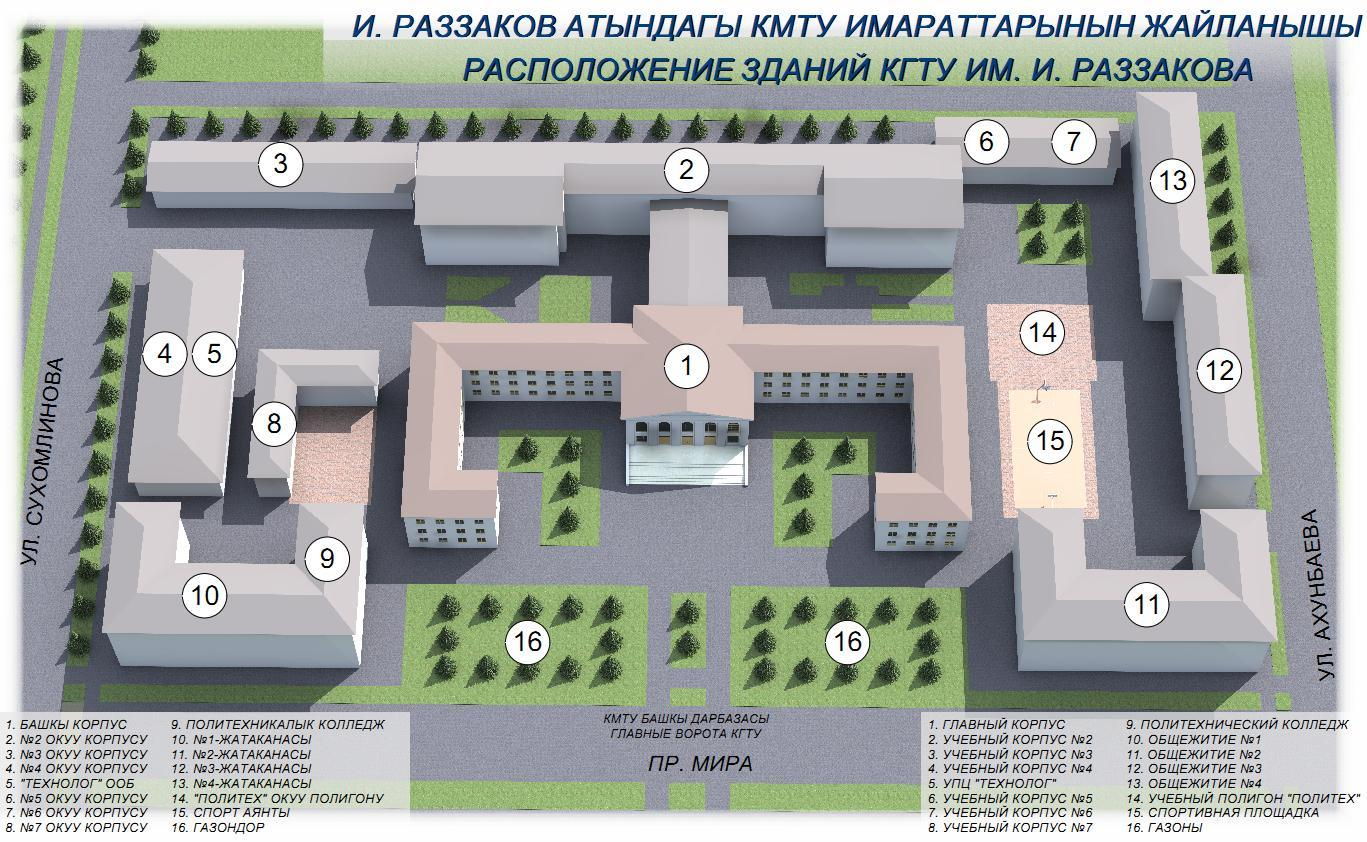 И. РАЗЗАКОВ АТЫНДАГЫ КМТУ ИМАРАТТАРЫНЫН ЖАЙЛАНЫШЫ
РАСПОЛОЖЕНИЕ ЗДАНИЙ КГТУ ИМ. И. РАЗЗАКОВА
3
2
6
7
13
4
5
8
1
14
12
15
9
10
11
16
16
УЛ. СУХОМЛИНОВА
УЛ. АХУНБАЕВА
КМТУ БАШКЫ ДАРБАЗАСЫ
ГЛАВНЫЕ ВОРОТА КГТУ
ПР. МИРА
1. БАШКЫ КОРПУС
2. №2 ОКУУ КОРПУСУ
3. №3 ОКУУ КОРПУСУ
4. №4 ОКУУ КОРПУСУ
5. "ТЕХНОЛОГ" ООБ
6. №5 ОКУУ КОРПУСУ
7. №6 ОКУУ КОРПУСУ
8. №7 ОКУУ КОРПУСУ
9. ПОЛИТЕХНИКАЛЫК КОЛЛЕДЖ
10. №1-ЖАТАКАНАСЫ
11. №2-ЖАТАКАНАСЫ
12. №3-ЖАТАКАНАСЫ
13. №4-ЖАТАКАНАСЫ
14. "ПОЛИТЕХ" ОКУУ ПОЛИГОНУ
15. СПОРТ АЯНТЫ
16. ГАЗОНДОР
1. ГЛАВНЫЙ КОРПУС
2. УЧЕБНЫЙ КОРПУС №2
3. УЧЕБНЫЙ КОРПУС №3
4. УЧЕБНЫЙ КОРПУС №4
5. УПЦ "ТЕХНОЛОГ"
6. УЧЕБНЫЙ КОРПУС №5
7. УЧЕБНЫЙ КОРПУС №6
8. УЧЕБНЫЙ КОРПУС №7
9. ПОЛИТЕХНИЧЕСКИЙ КОЛЛЕДЖ
10. ОБЩЕЖИТИЕ №1
11. ОБЩЕЖИТИЕ №2
12. ОБЩЕЖИТИЕ №3
13. ОБЩЕЖИТИЕ №4
14. УЧЕБНЫЙ ПОЛИГОН "ПОЛИТЕХ"
15. СПОРТИВНАЯ ПЛОЩАДКА
16. ГАЗОНЫ